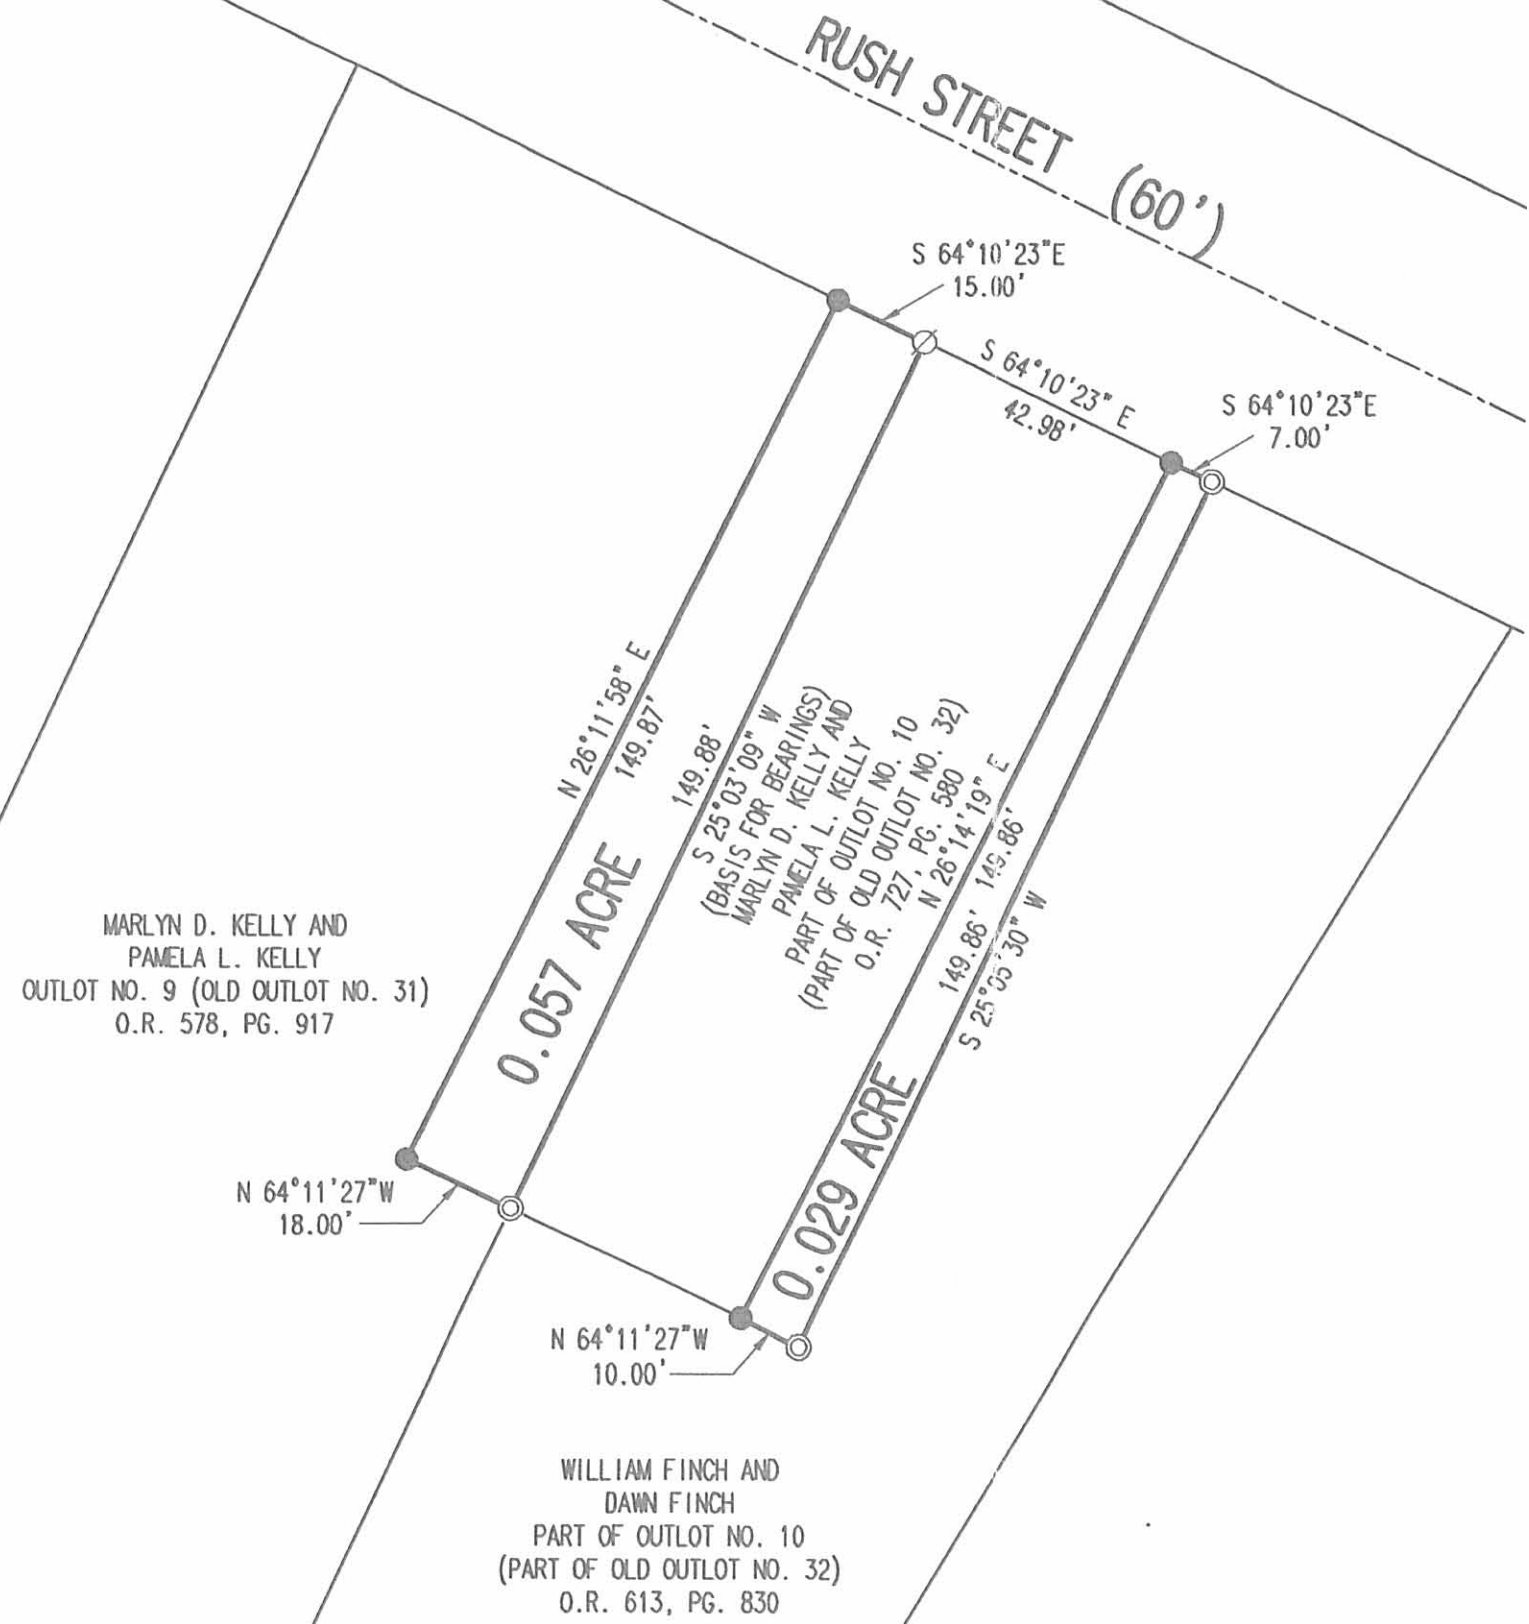 RUSH STREET (60')
S 64°10'23"E
15.00'
S 64°10'23" E
42.98'
S 64°10'23"E
7.00'
N 26°11'58" E
149.87'
149.88'
S 25°03'09" W
(BASIS FOR BEARINGS)
MARLYN D. KELLY AND
PAMELA L. KELLY
PART OF OUTLOT NO. 10
(PART OF OLD OUTLOT NO. 32)
O.R. 727, PG. 580
N 26°14'19" E
149.86'
149.86'
S W
0.057 ACRE
MARLYN D. KELLY AND
PAMELA L. KELLY
OUTLOT NO. 9 (OLD OUTLOT NO. 31)
O.R. 578, PG. 917
0.029 ACRE
N 64°11'27"W
18.00'
N 64°11'27"W
10.00'
WILLIAM FINCH AND
DAWN FINCH
PART OF OUTLOT NO. 10
(PART OF OLD OUTLOT NO. 32)
O.R. 613, PG. 830